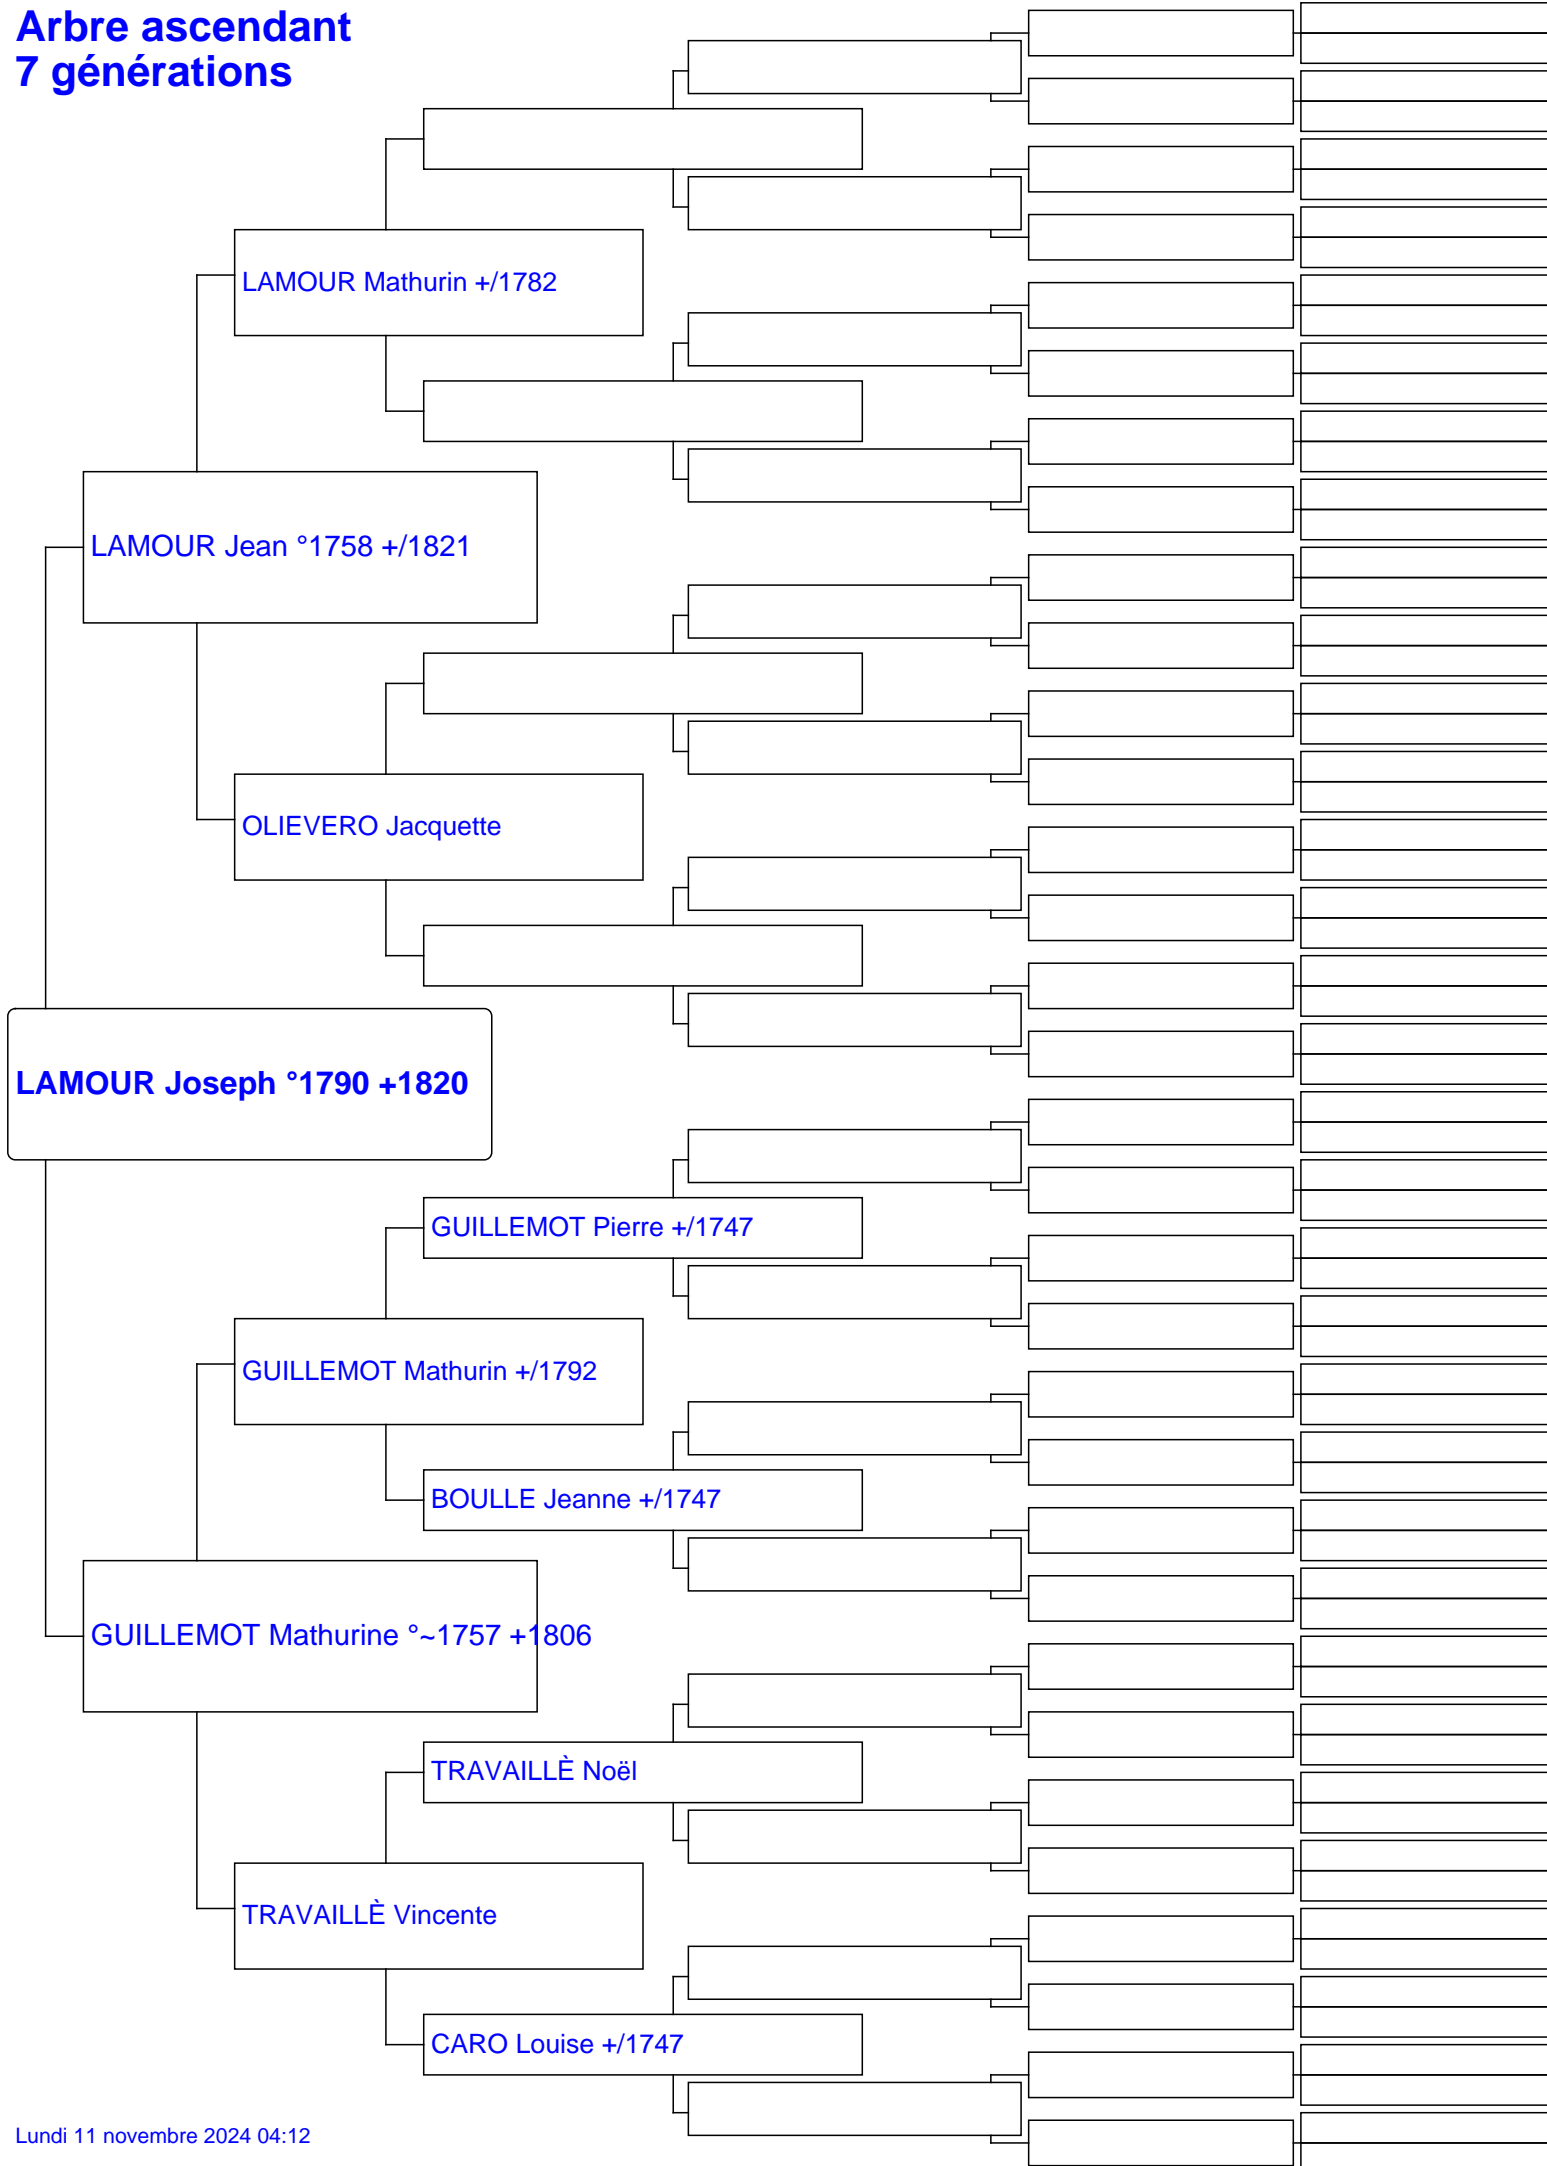 Arbre ascendant
7 générations
LAMOUR Mathurin +/1782
LAMOUR Jean °1758 +/1821
OLIEVERO Jacquette
LAMOUR Joseph °1790 +1820
GUILLEMOT Pierre +/1747
GUILLEMOT Mathurin +/1792
BOULLE Jeanne +/1747
GUILLEMOT Mathurine °~1757 +1806
TRAVAILLÈ Noël
TRAVAILLÈ Vincente
CARO Louise +/1747
Lundi 11 novembre 2024 04:12